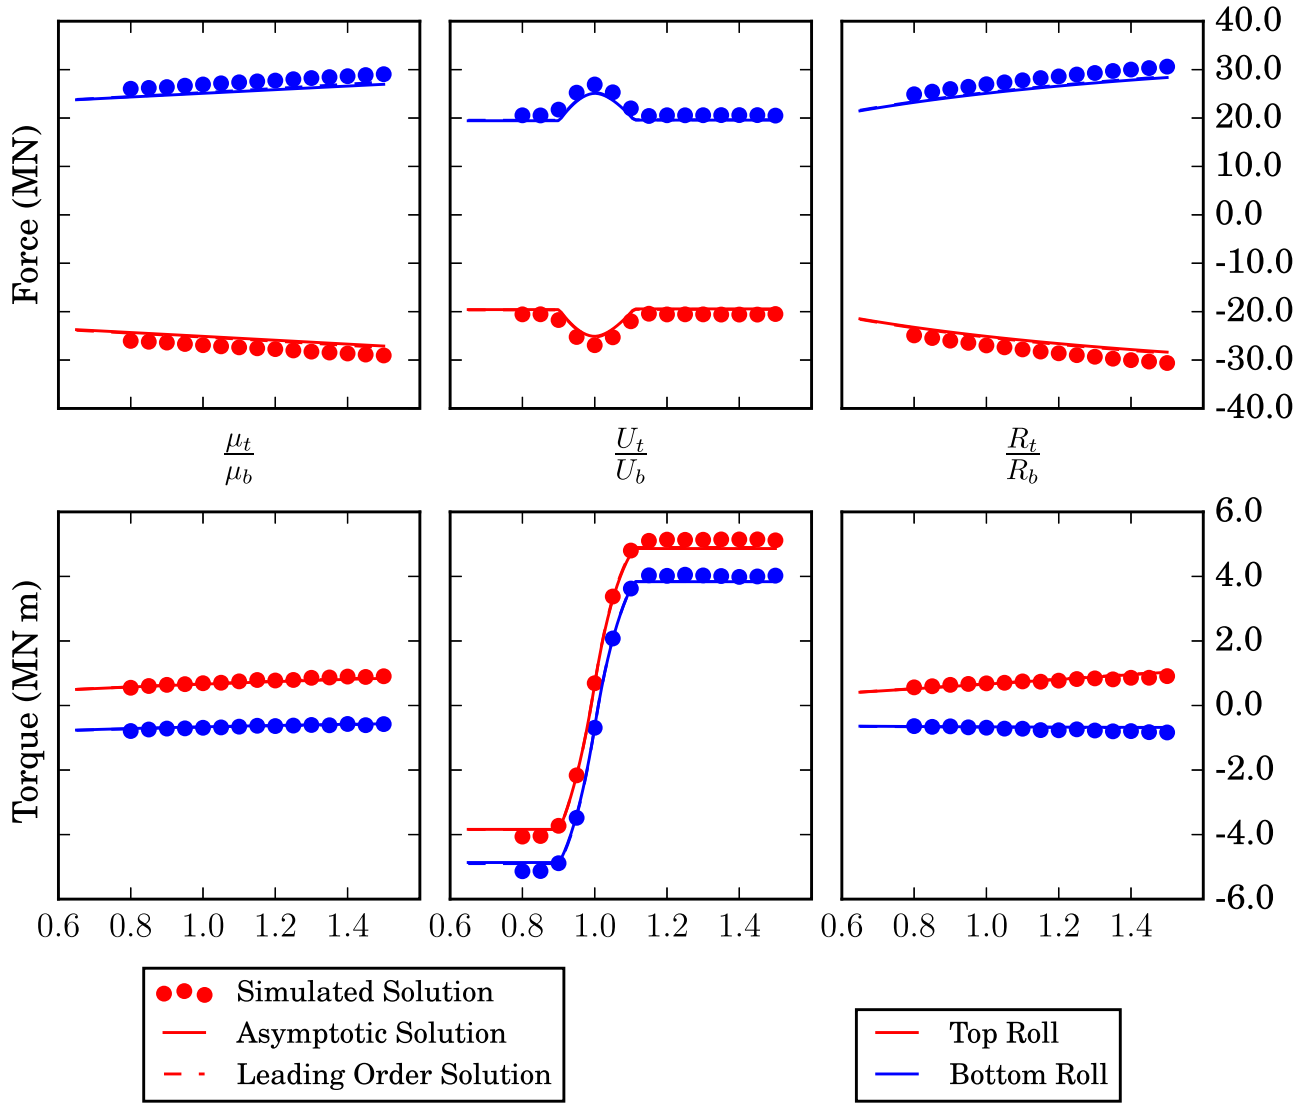 Force (MN)
40.0
30.0
20.0
10.0
0.0
-10.0
-20.0
-30.0
-40.0
μt/μb
Ut/Ub
Rt/Rb
Torque (MN m)
6.0
4.0
2.0
0.0
-2.0
-4.0
-6.0
0.6 0.8 1.0 1.2 1.4
0.6 0.8 1.0 1.2 1.4
0.6 0.8 1.0 1.2 1.4
Simulated Solution
Asymptotic Solution
Leading Order Solution
Top Roll
Bottom Roll